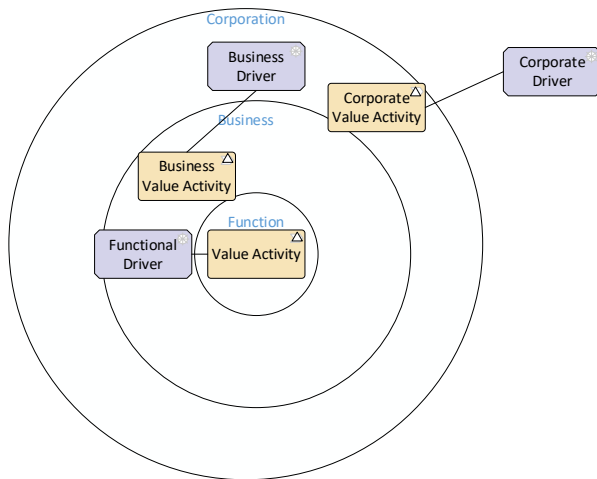 Corporation
Business
Driver
Corporate
Driver
Corporate
Value Activity
Business
Business
Value Activity
Function
Functional
Driver
Value Activity